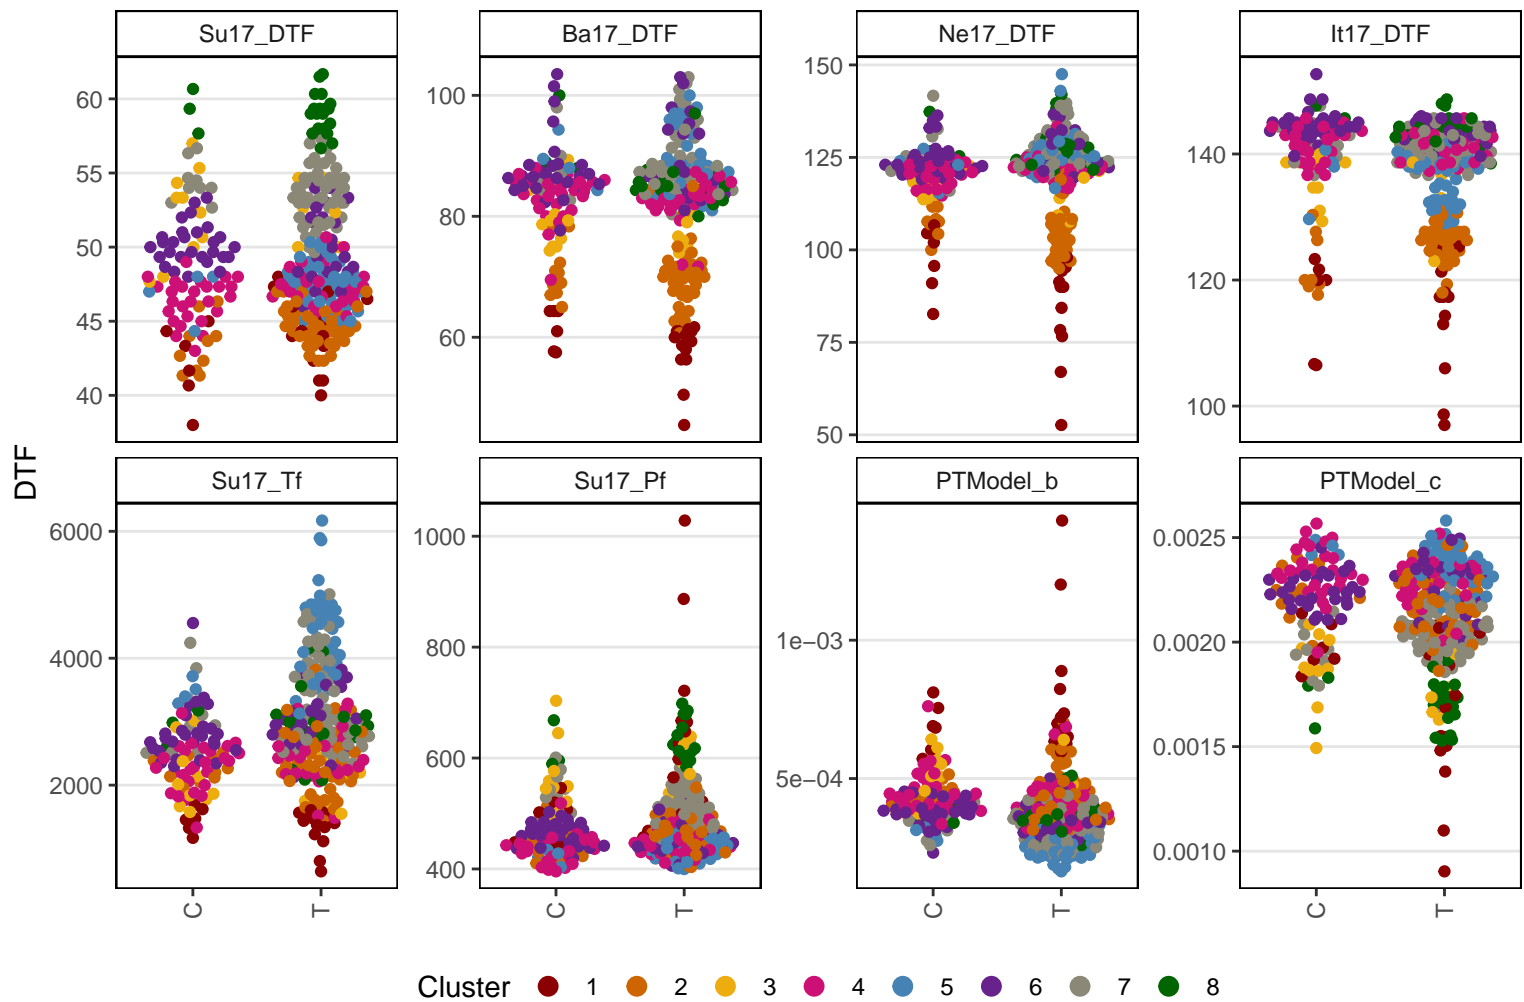 Su17_DTF
Ba17_DTF
Ne17_DTF
It17_DTF
60
55
50
45
40
100
80
60
150
125
100
75
50
140
120
100
DTF
Su17_Tf
Su17_Pf
PTModel_b
PTModel_c
6000
4000
2000
1000
800
600
400
1e−03
5e−04
0.0025
0.0020
0.0015
0.0010
C T
C T
C T
C T
Cluster 1 2 3 4 5 6 7 8